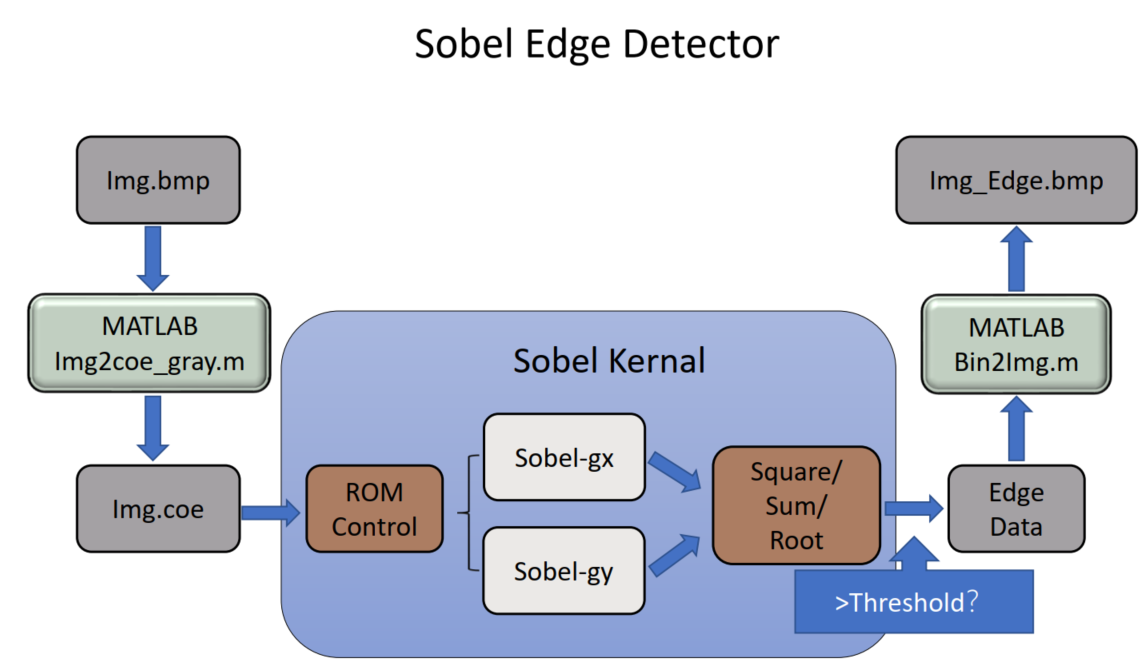 Sobel Edge Detector
Img.bmp
MATLAB
Img2coe_gray.m
Img.coe
Sobel Kernal
ROM
Control
Sobel-gx
Sobel-gy
Square/
Sum/
Root
>Threshold？
Edge
Data
MATLAB
Bin2Img.m
Img_Edge.bmp